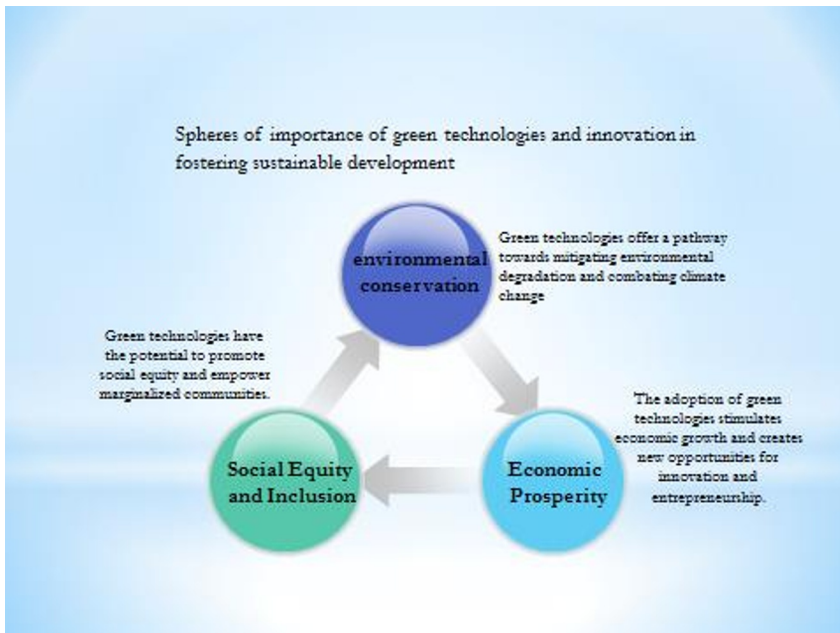 Spheres of importance of green technologies and innovation in
fostering sustainable development
environmental
conservation
Green technologies offer a pathway
towards mitigating environmental
degradation and combating climate
change
Green technologies have
the potential to promote
social equity and empower
marginalized communities.
The adoption of green
technologies stimulates
economic growth and creates
new opportunities for
innovation and
entrepreneurship.
Social Equity
and Inclusion
Economic
Prosperity